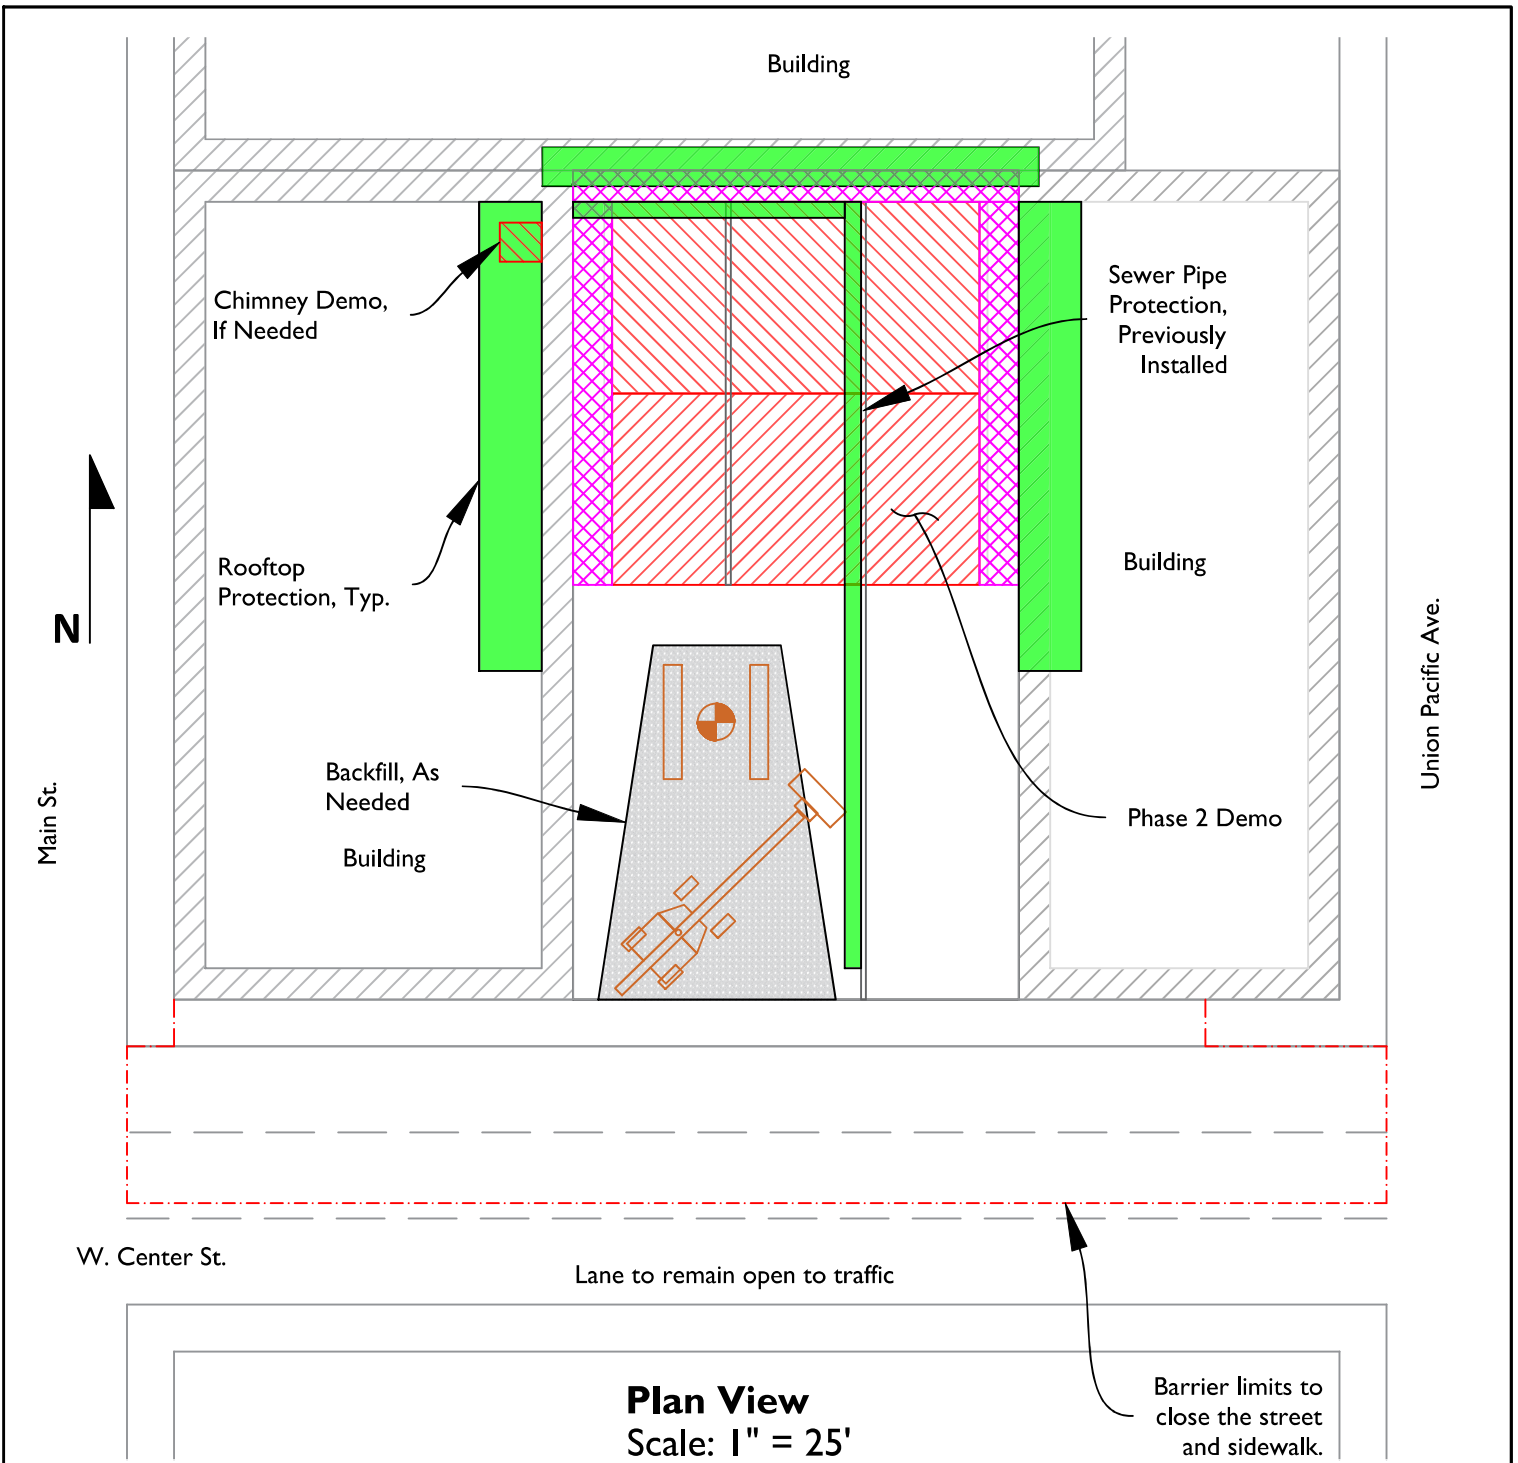 Building
Chimney Demo,
If Needed
Sewer Pipe
Protection,
Previously
Installed
Rooftop
Protection, Typ.
N
Building
Union Pacific Ave.
Main St.
Backfill, As
Needed
Building
Phase 2 Demo
W. Center St.
Lane to remain open to traffic
Plan View
Scale: 1" = 25'
Barrier limits to
close the street
and sidewalk.